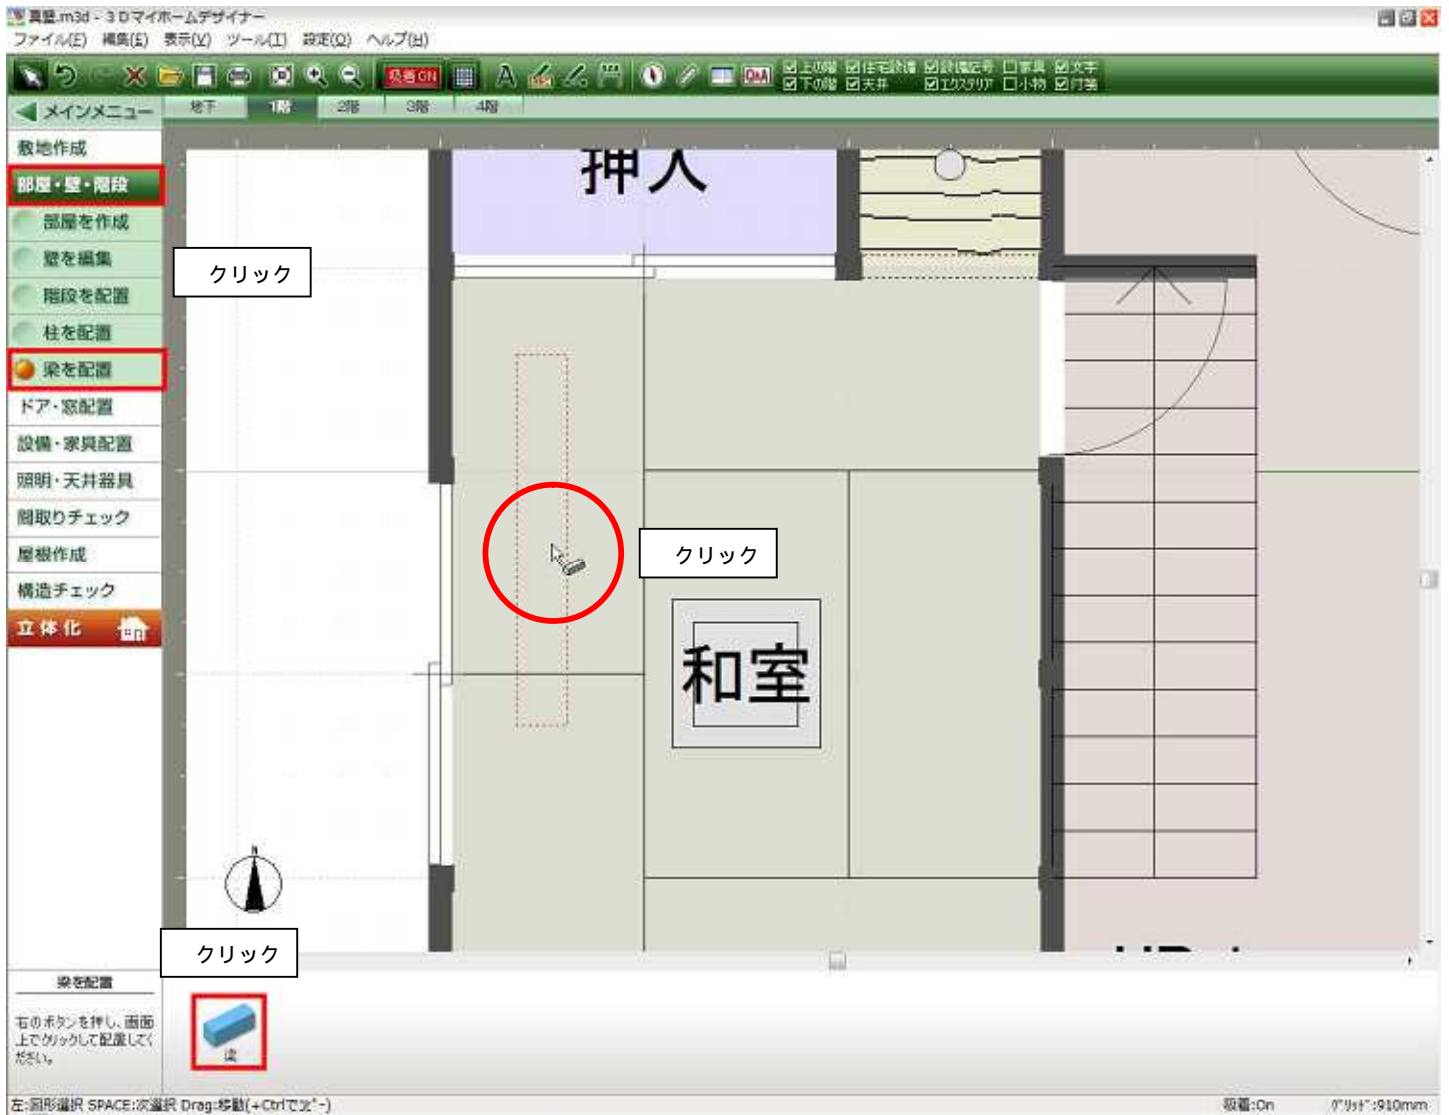 真壁.m3d - 3Dマイホームデザイナー
ファイル(F) 編集(E) 表示(V) ツール(T) 設定(O) ヘルプ(H)
吸着ON
A
Q&A
上の階 住宅設備 設備記号 家具 文字
下の階 天井 エクステリア 小物 付箋
メインメニュー
地下 1階 2階 3階 4階
敷地作成
部屋・壁・階段
部屋を作成
壁を編集
階段を配置
柱を配置
梁を配置
ドア・窓配置
設備・家具配置
照明・天井器具
間取りチェック
屋根作成
構造チェック
立体化
押入
クリック
クリック
和室
N
クリック
梁を配置
右のボタンを押し、画面
上でクリックして配置してく
ださい。
梁
左:図形選択 SPACE:次選択 Drag:移動(+Ctrlでコピー)
吸着:On グリッド:910mm